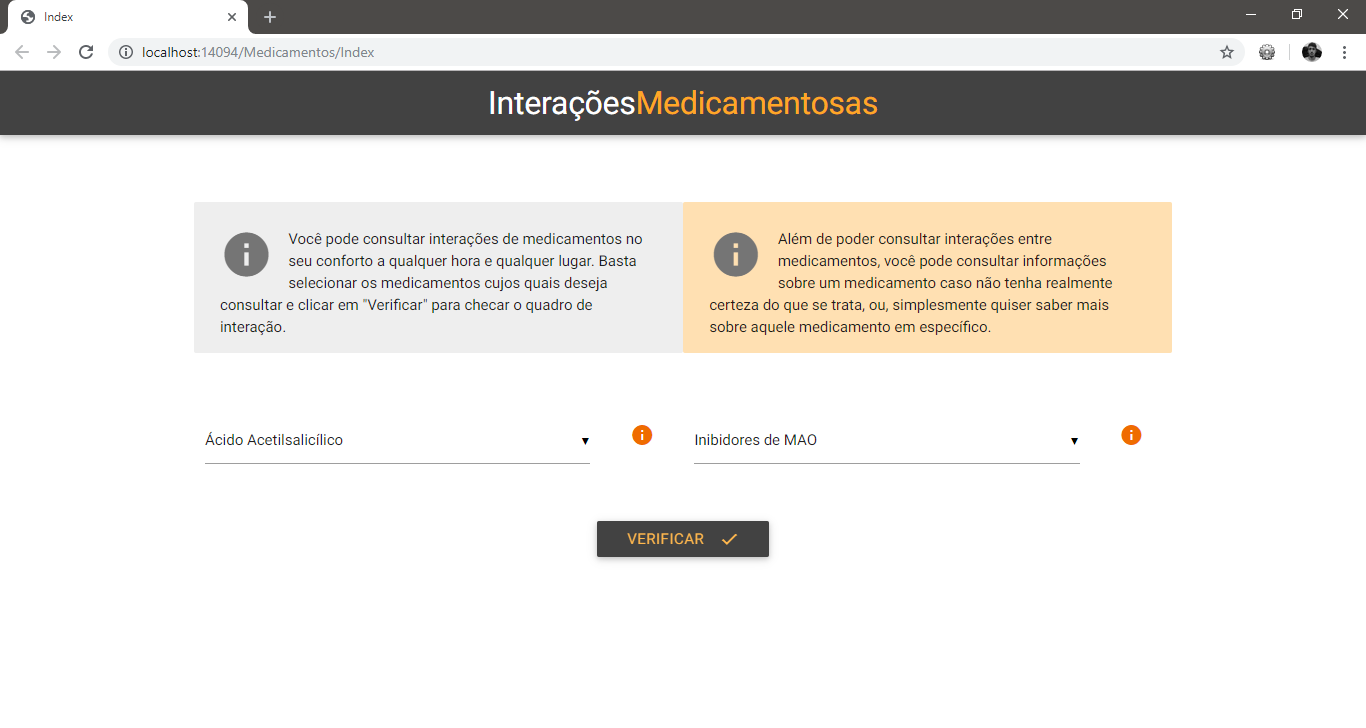 Index
localhost:14094/Medicamentos/Index
InteraçõesMedicamentosas
Você pode consultar interações de medicamentos no
seu conforto a qualquer hora e qualquer lugar. Basta
selecionar os medicamentos cujos quais deseja
consultar e clicar em "Verificar" para checar o quadro de
interação.
Além de poder consultar interações entre
medicamentos, você pode consultar informações
sobre um medicamento caso não tenha realmente
certeza do que se trata, ou, simplesmente quiser saber mais
sobre aquele medicamento em específico.
Ácido Acetilsalicílico
Inibidores de MAO
VERIFICAR